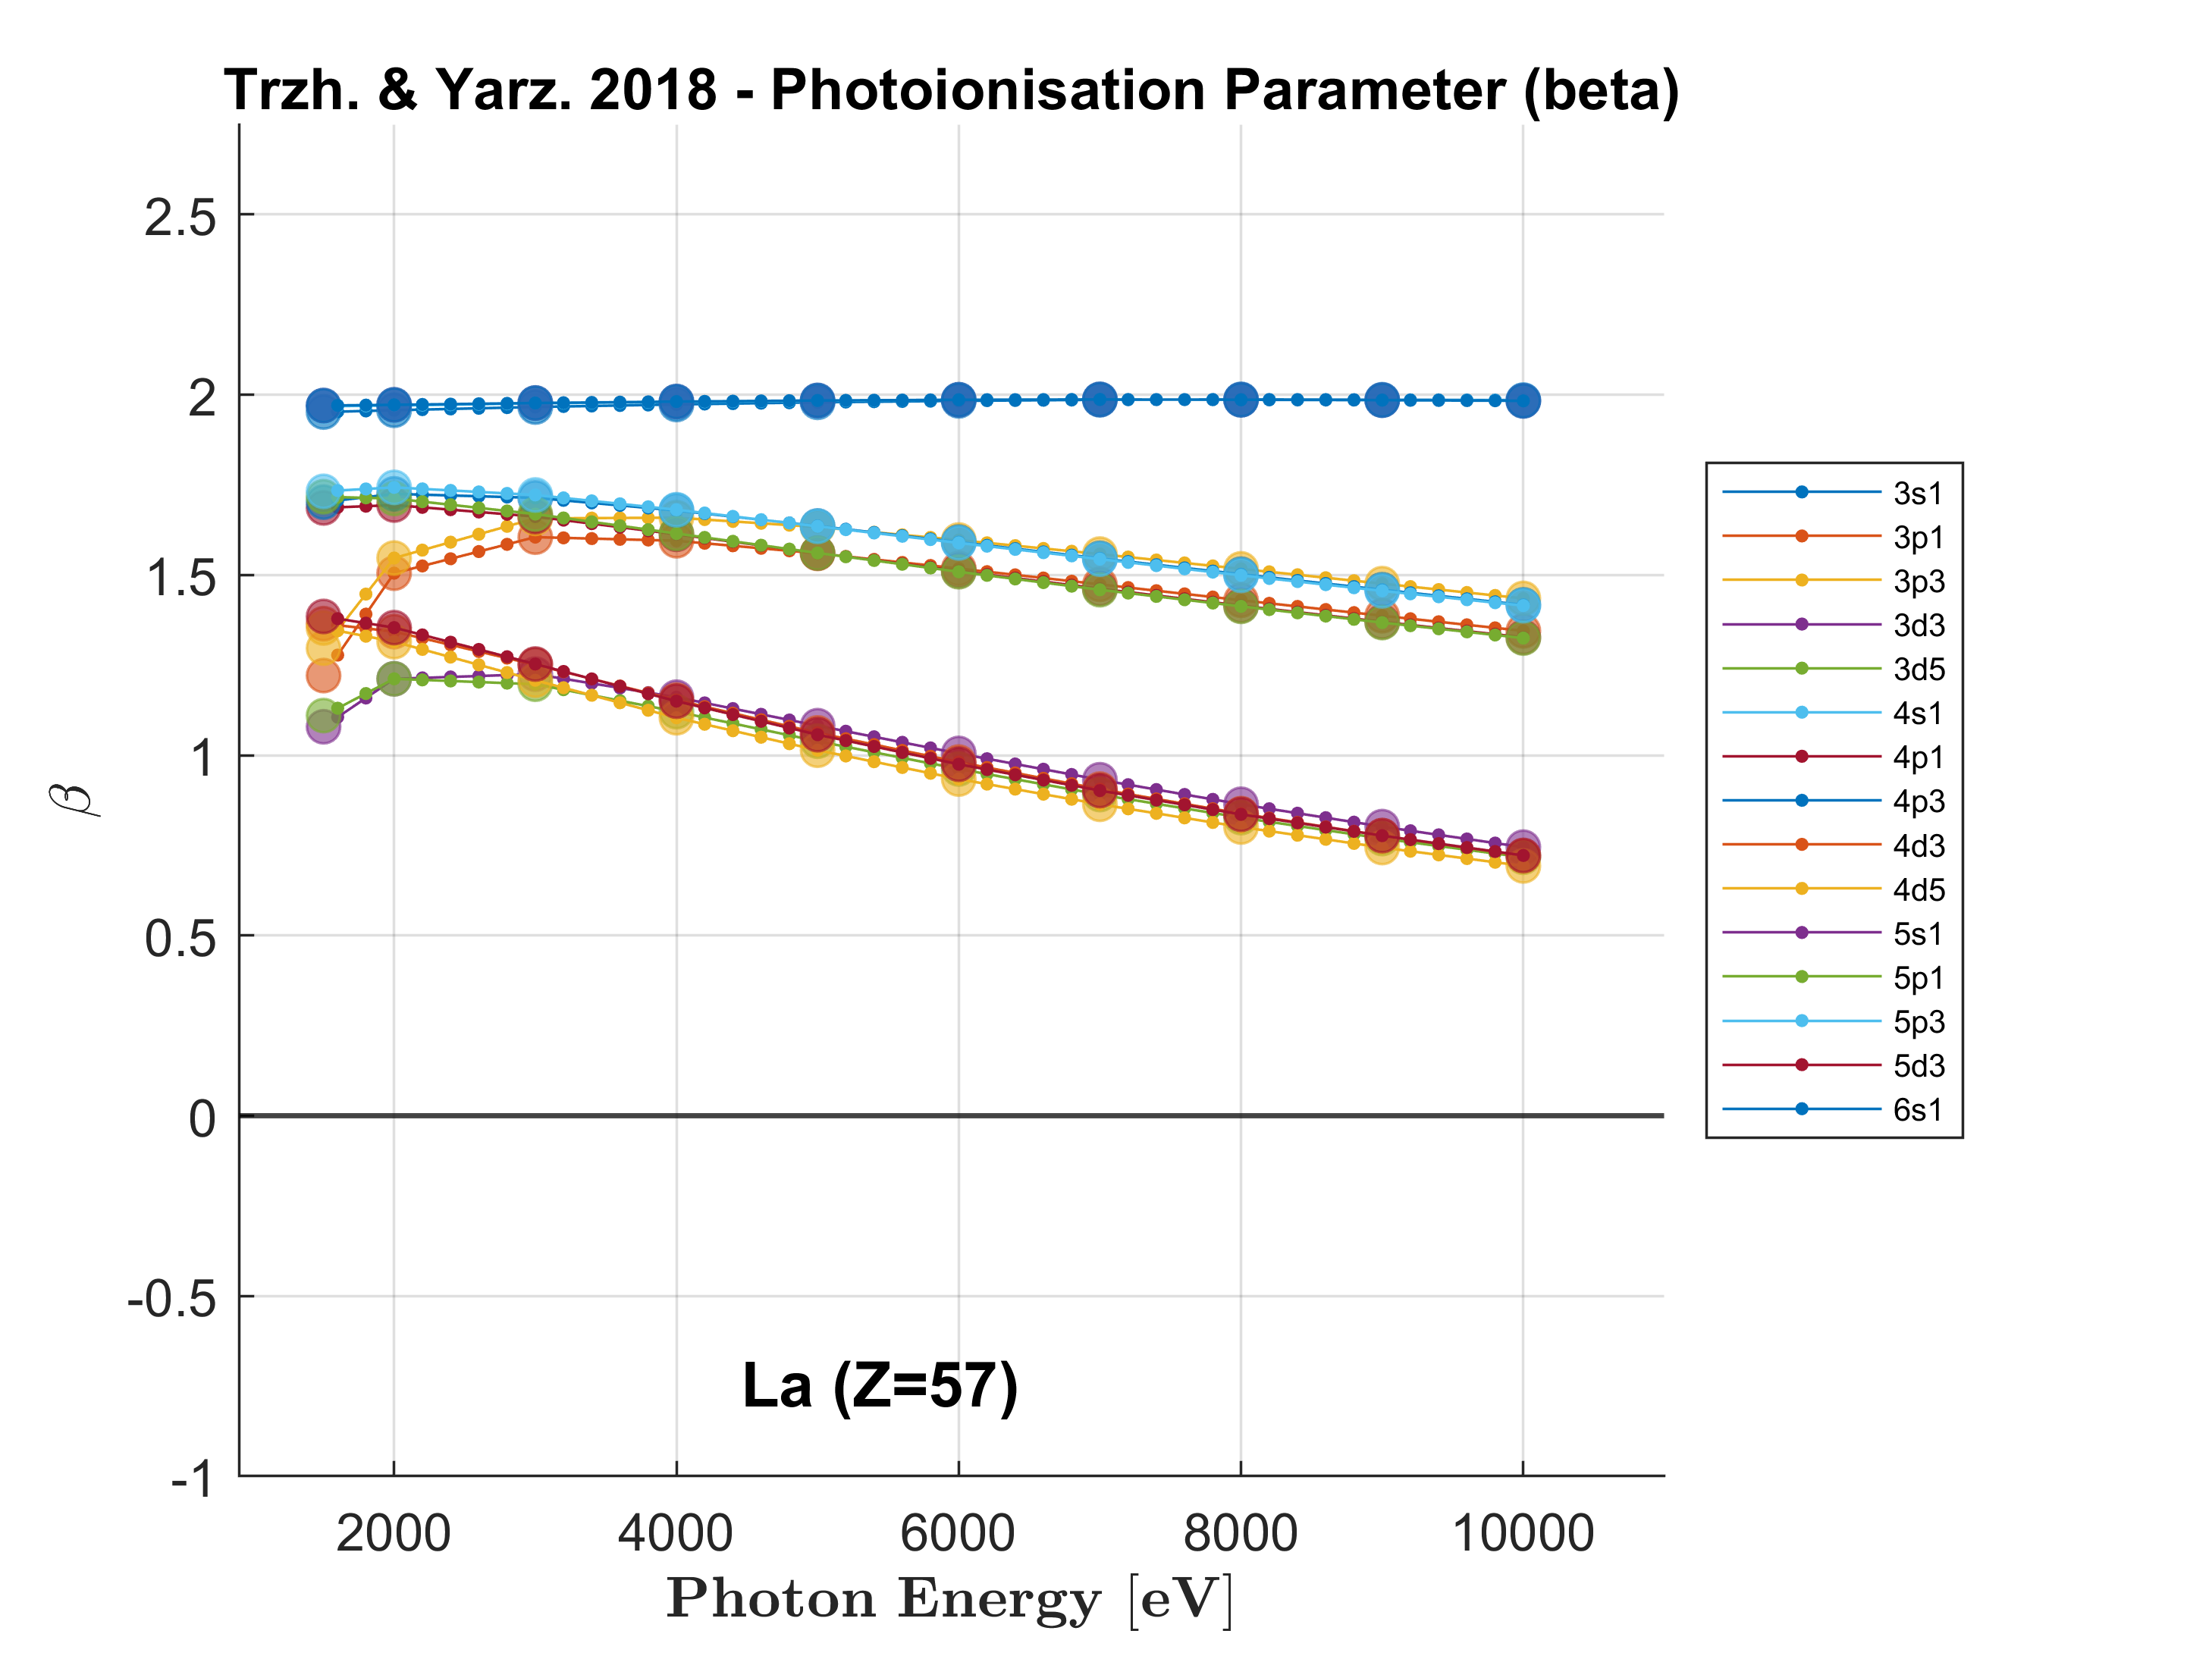 Trzh. & Yarz. 2018 - Photoionisation Parameter (beta)
2.5
2
1.5
1
0.5
0
-0.5
-1
β
2000 4000 6000 8000 10000
Photon Energy [eV]
La (Z=57)
3s1
3p1
3p3
3d3
3d5
4s1
4p1
4p3
4d3
4d5
5s1
5p1
5p3
5d3
6s1